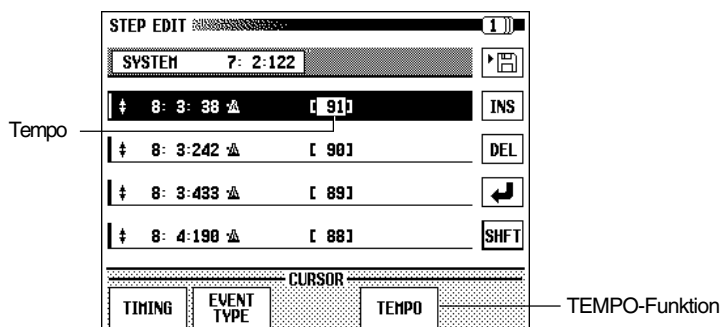 STEP EDIT
1
SYSTEM 7: 2:122
8: 3: 38 [ 91]
INS
Tempo
8: 3:242 [ 90]
DEL
8: 3:433 [ 89]
8: 4:190 [ 88]
SHFT
CURSOR
TIMING
EVENT
TYPE
TEMPO
TEMPO-Funktion